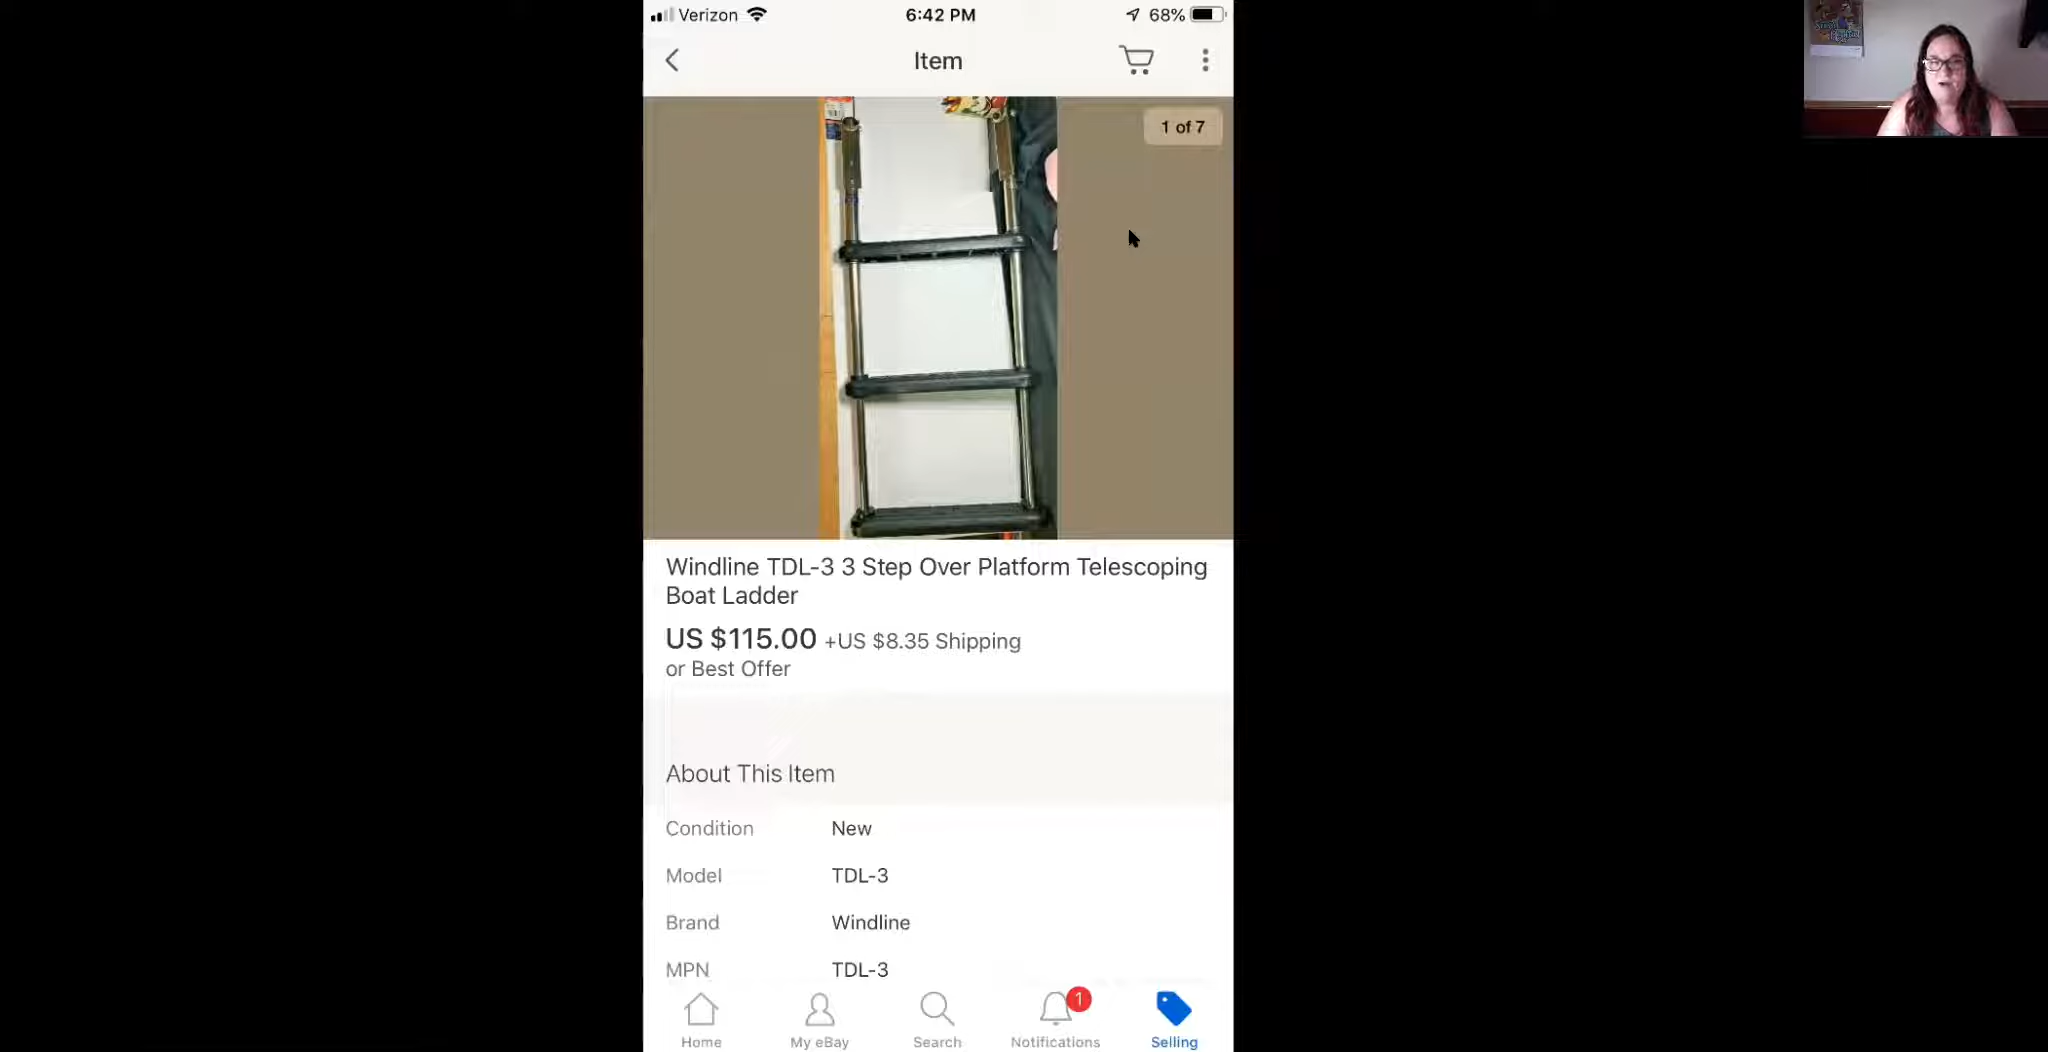 Verizon 6:42 PM 68%
Item
1 of 7
Windline TDL-3 3 Step Over Platform Telescoping
Boat Ladder
US $115.00 +US $8.35 Shipping
or Best Offer
About This Item
Condition New
Model TDL-3
Brand Windline
MPN TDL-3
1
Home My eBay Search Notifications Selling